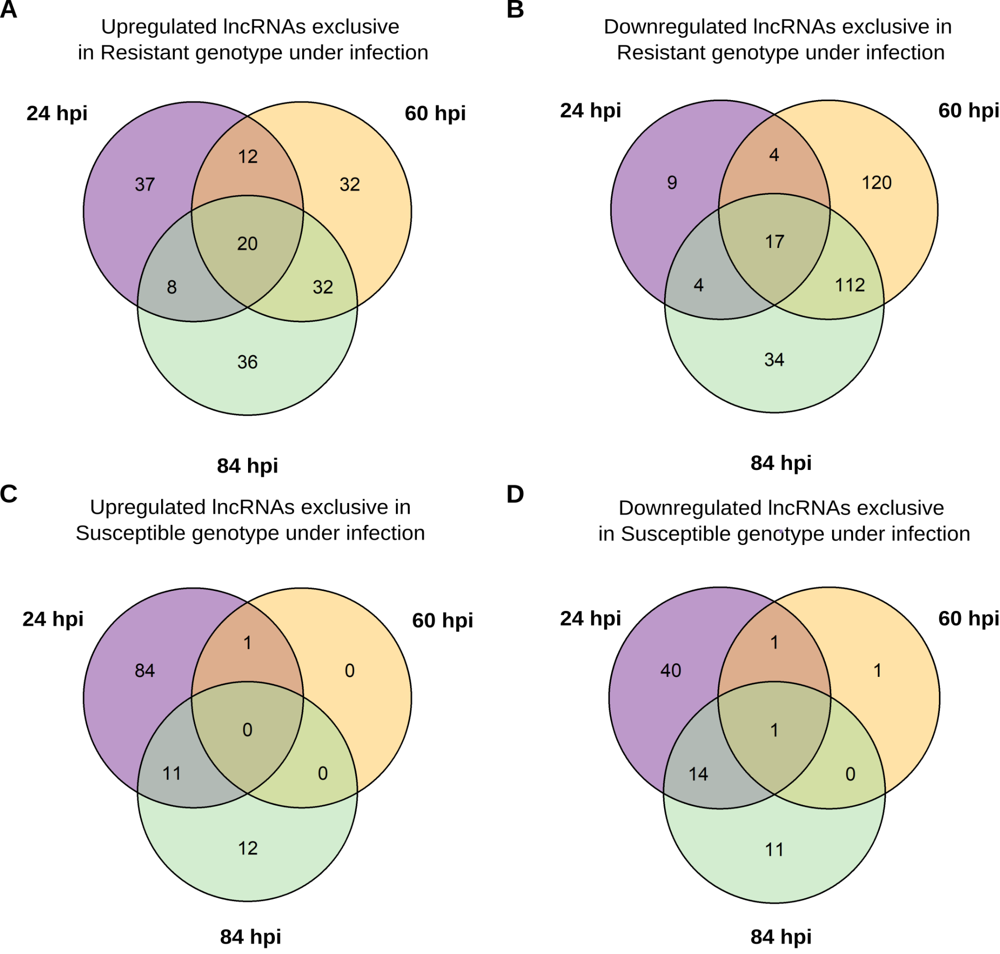 A
Upregulated lncRNAs exclusive
in Resistant genotype under infection
24 hpi
60 hpi
12
37
32
20
8
32
36
84 hpi
B
Downregulated lncRNAs exclusive in
Resistant genotype under infection
24 hpi
60 hpi
4
9
120
17
4
112
34
84 hpi
C
Upregulated lncRNAs exclusive in
Susceptible genotype under infection
24 hpi
60 hpi
1
84
0
0
11
0
12
84 hpi
D
Downregulated lncRNAs exclusive
in Susceptible genotype under infection
24 hpi
60 hpi
1
40
1
1
14
0
11
84 hpi